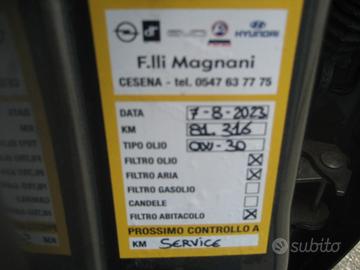 HYUNDAI
F.lli Magnani
CESENA - tel. 0547 63 77 75
DATA 7-8-2023
KM 81.316
TIPO OLIO 0W-30
FILTRO OLIO
FILTRO ARIA
FILTRO GASOLIO
CANDELE
FILTRO ABITACOLO
PROSSIMO CONTROLLO A
KM SERVICE
subito